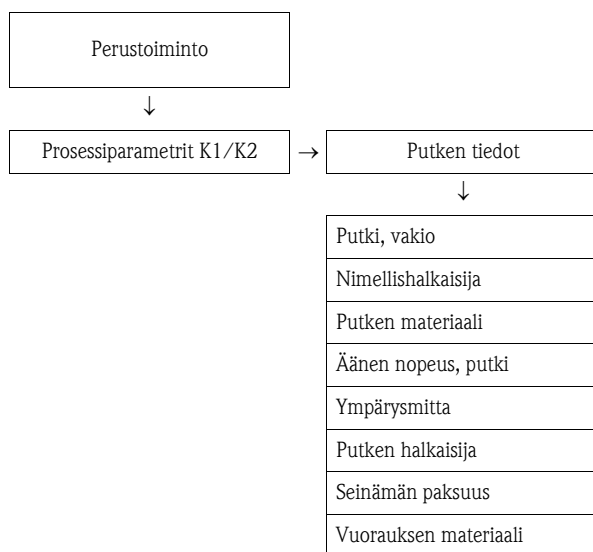 Perustoiminto
↓
Prosessiparametrit K1/K2 → Putken tiedot
↓
Putki, vakio
Nimellishalkaisija
Putken materiaali
Äänen nopeus, putki
Ympärysmitta
Putken halkaisija
Seinämän paksuus
Vuorauksen materiaali